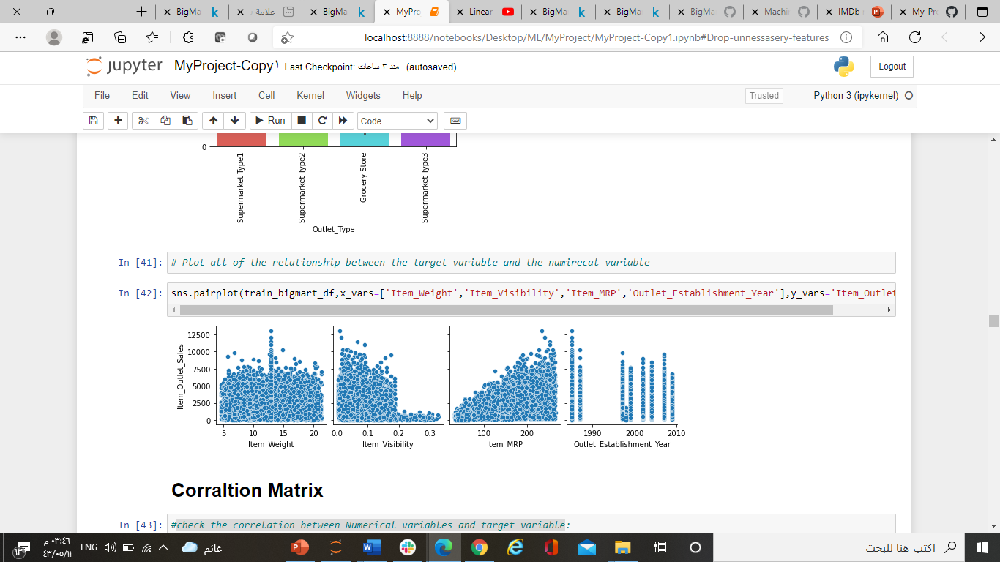 BigMa
علامة
BigMa
MyPro
Linear
BigMa
BigMa
BigMa
Machi
IMDb
My-Pr
localhost:8888/notebooks/Desktop/ML/MyProject/MyProject-Copy1.ipynb#Drop-unnessasery-features
jupyter MyProject-Copy١ Last Checkpoint: منذ ٣ ساعات (autosaved)
Logout
File Edit View Insert Cell Kernel Widgets Help
Trusted Python 3 (ipykernel)
Run Code
0
Supermarket Type1
Supermarket Type2
Grocery Store
Supermarket Type3
Outlet_Type
In [41]: # Plot all of the relationship between the target variable and the numirecal variable
In [42]: sns.pairplot(train_bigmart_df,x_vars=['Item_Weight','Item_Visibility','Item_MRP','Outlet_Establishment_Year'],y_vars='Item_Outlet
Item_Outlet_Sales
12500
10000
7500
5000
2500
0
5 10 15 20 0.0 0.1 0.2 0.3 100 200 1990 2000 2010
Item_Weight Item_Visibility Item_MRP Outlet_Establishment_Year
Corraltion Matrix
In [43]: #check the correlation between Numerical variables and target variable:
٠٣:٤٦ م
٤٣/٠٥/١١
ENG
غائم
اكتب هنا للبحث